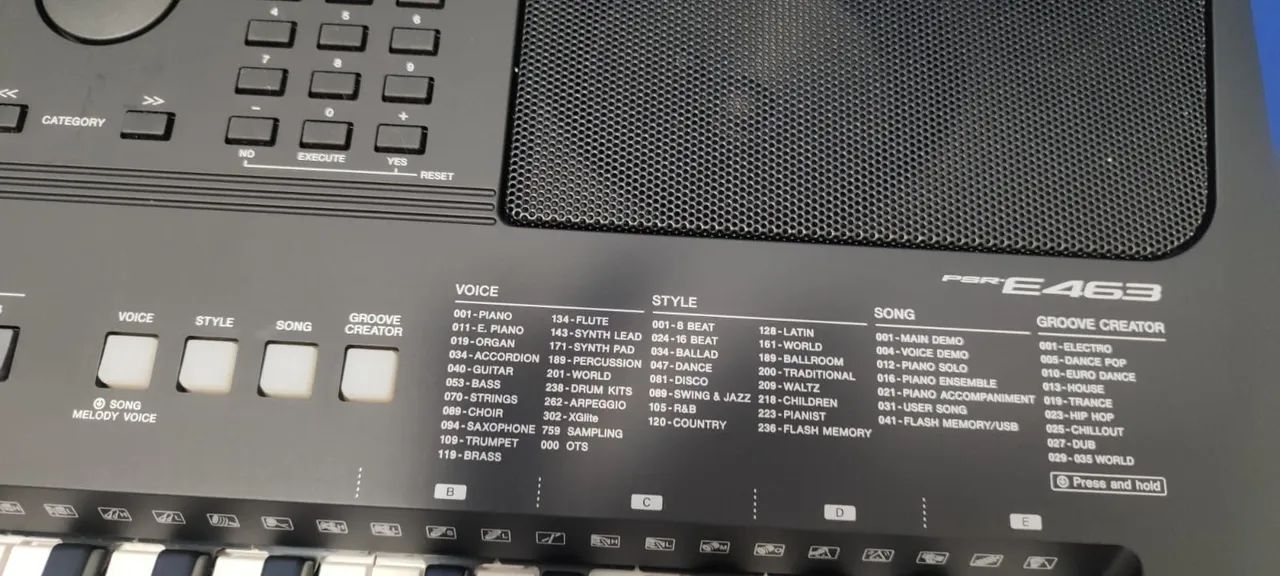 4 5 6
7 8 9
- 0 +
<< CATEGORY >>
NO EXECUTE YES
RESET
PSR-E463
VOICE
STYLE
SONG
GROOVE
CREATOR
SONG
MELODY VOICE
VOICE
001-PIANO
011-E. PIANO
019-ORGAN
034-ACCORDION
040-GUITAR
053-BASS
070-STRINGS
089-CHOIR
094-SAXOPHONE
109-TRUMPET
119-BRASS
134-FLUTE
143-SYNTH LEAD
171-SYNTH PAD
189-PERCUSSION
201-WORLD
238-DRUM KITS
262-ARPEGGIO
302-XGlite
759 SAMPLING
000 OTS
STYLE
001-8 BEAT
024-16 BEAT
034-BALLAD
047-DANCE
081-DISCO
089-SWING & JAZZ
105-R&B
120-COUNTRY
128-LATIN
161-WORLD
189-BALLROOM
200-TRADITIONAL
209-WALTZ
218-CHILDREN
223-PIANIST
236-FLASH MEMORY
SONG
001-MAIN DEMO
004-VOICE DEMO
012-PIANO SOLO
016-PIANO ENSEMBLE
021-PIANO ACCOMPANIMENT
031-USER SONG
041-FLASH MEMORY/USB
GROOVE CREATOR
001-ELECTRO
005-DANCE POP
010-EURO DANCE
013-HOUSE
019-TRANCE
023-HIP HOP
025-CHILLOUT
027-DUB
029-035 WORLD
Press and hold
B C D E